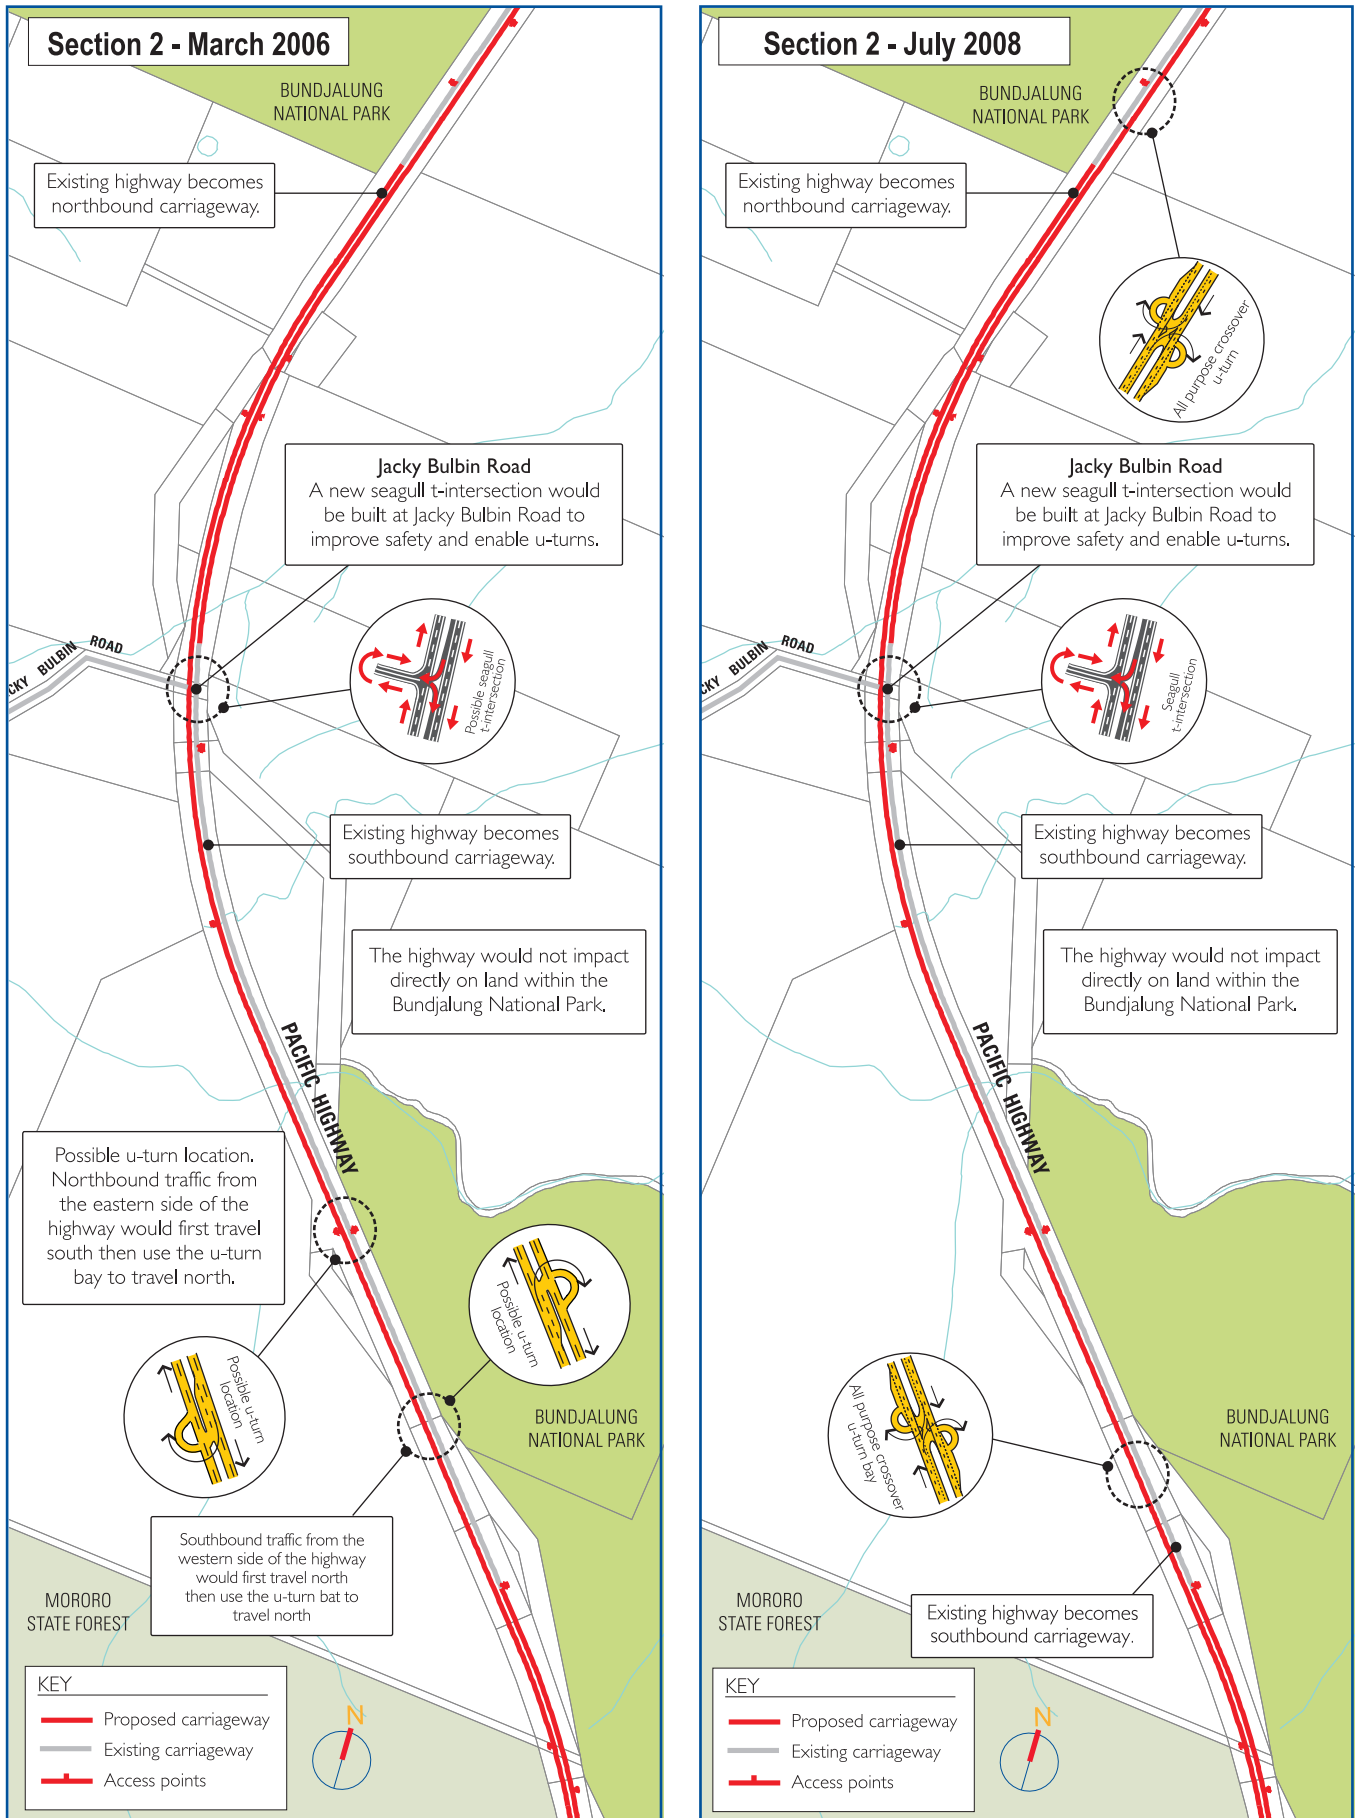 Section 2 - March 2006
BUNDJALUNG
NATIONAL PARK
Existing highway becomes
northbound carriageway.
Jacky Bulbin Road
A new seagull t-intersection would
be built at Jacky Bulbin Road to
improve safety and enable u-turns.
CKY BULBIN ROAD
Possible seagull
t-intersection
Existing highway becomes
southbound carriageway.
The highway would not impact
directly on land within the
Bundjalung National Park.
PACIFIC HIGHWAY
Possible u-turn location.
Northbound traffic from
the eastern side of the
highway would first travel
south then use the u-turn
bay to travel north.
Possible u-turn
location
Possible u-turn
location
BUNDJALUNG
NATIONAL PARK
Southbound traffic from the
western side of the highway
would first travel north
then use the u-turn bat to
travel north
MORORO
STATE FOREST
KEY
Proposed carriageway
Existing carriageway
Access points
N
Section 2 - July 2008
BUNDJALUNG
NATIONAL PARK
Existing highway becomes
northbound carriageway.
All purpose crossover
u-turn
Jacky Bulbin Road
A new seagull t-intersection would
be built at Jacky Bulbin Road to
improve safety and enable u-turns.
CKY BULBIN ROAD
Seagull
t-intersection
Existing highway becomes
southbound carriageway.
The highway would not impact
directly on land within the
Bundjalung National Park.
PACIFIC HIGHWAY
All purpose crossover
u-turn bay
BUNDJALUNG
NATIONAL PARK
MORORO
STATE FOREST
Existing highway becomes
southbound carriageway.
KEY
Proposed carriageway
Existing carriageway
Access points
N